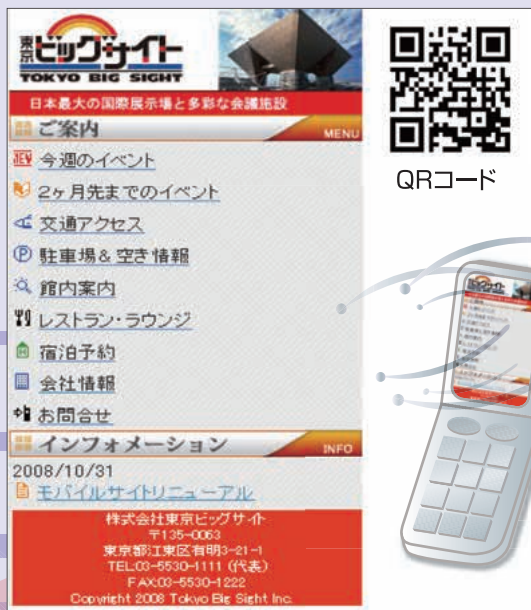 東京ビッグサイト
TOKYO BIG SIGHT
日本最大の国際展示場と多彩な会議施設
ご案内 MENU
今週のイベント
2ヶ月先までのイベント
交通アクセス
駐車場&空き情報
館内案内
レストラン・ラウンジ
宿泊予約
会社情報
お問合せ
インフォメーション INFO
2008/10/31
モバイルサイトリニューアル
株式会社東京ビッグサイト
〒135-0063
東京都江東区有明3-21-1
TEL:03-5530-1111 (代表)
FAX:03-5530-1222
Copyright 2008 Tokyo Big Sight Inc.
QRコード